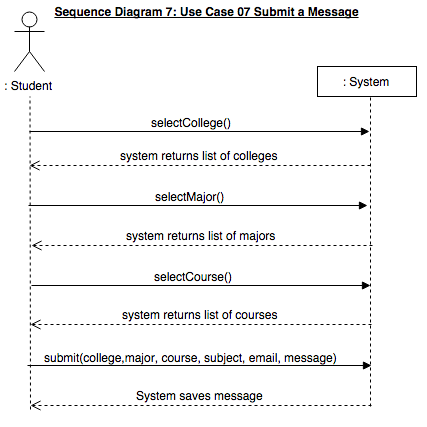 Sequence Diagram 7: Use Case 07 Submit a Message
: Student
: System
selectCollege()
system returns list of colleges
selectMajor()
system returns list of majors
selectCourse()
system returns list of courses
submit(college,major, course, subject, email, message)
System saves message